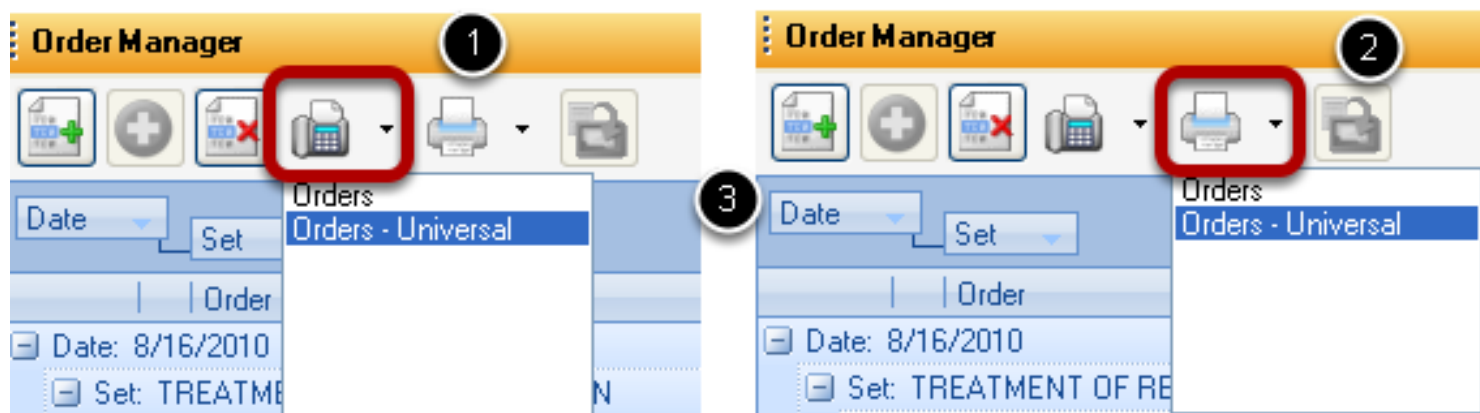 Order Manager
1
Orders
Orders - Universal
Date
Set
Order
Date: 8/16/2010
Set: TREATME
N
Order Manager
2
3
Orders
Orders - Universal
Date
Set
Order
Date: 8/16/2010
Set: TREATMENT OF RE